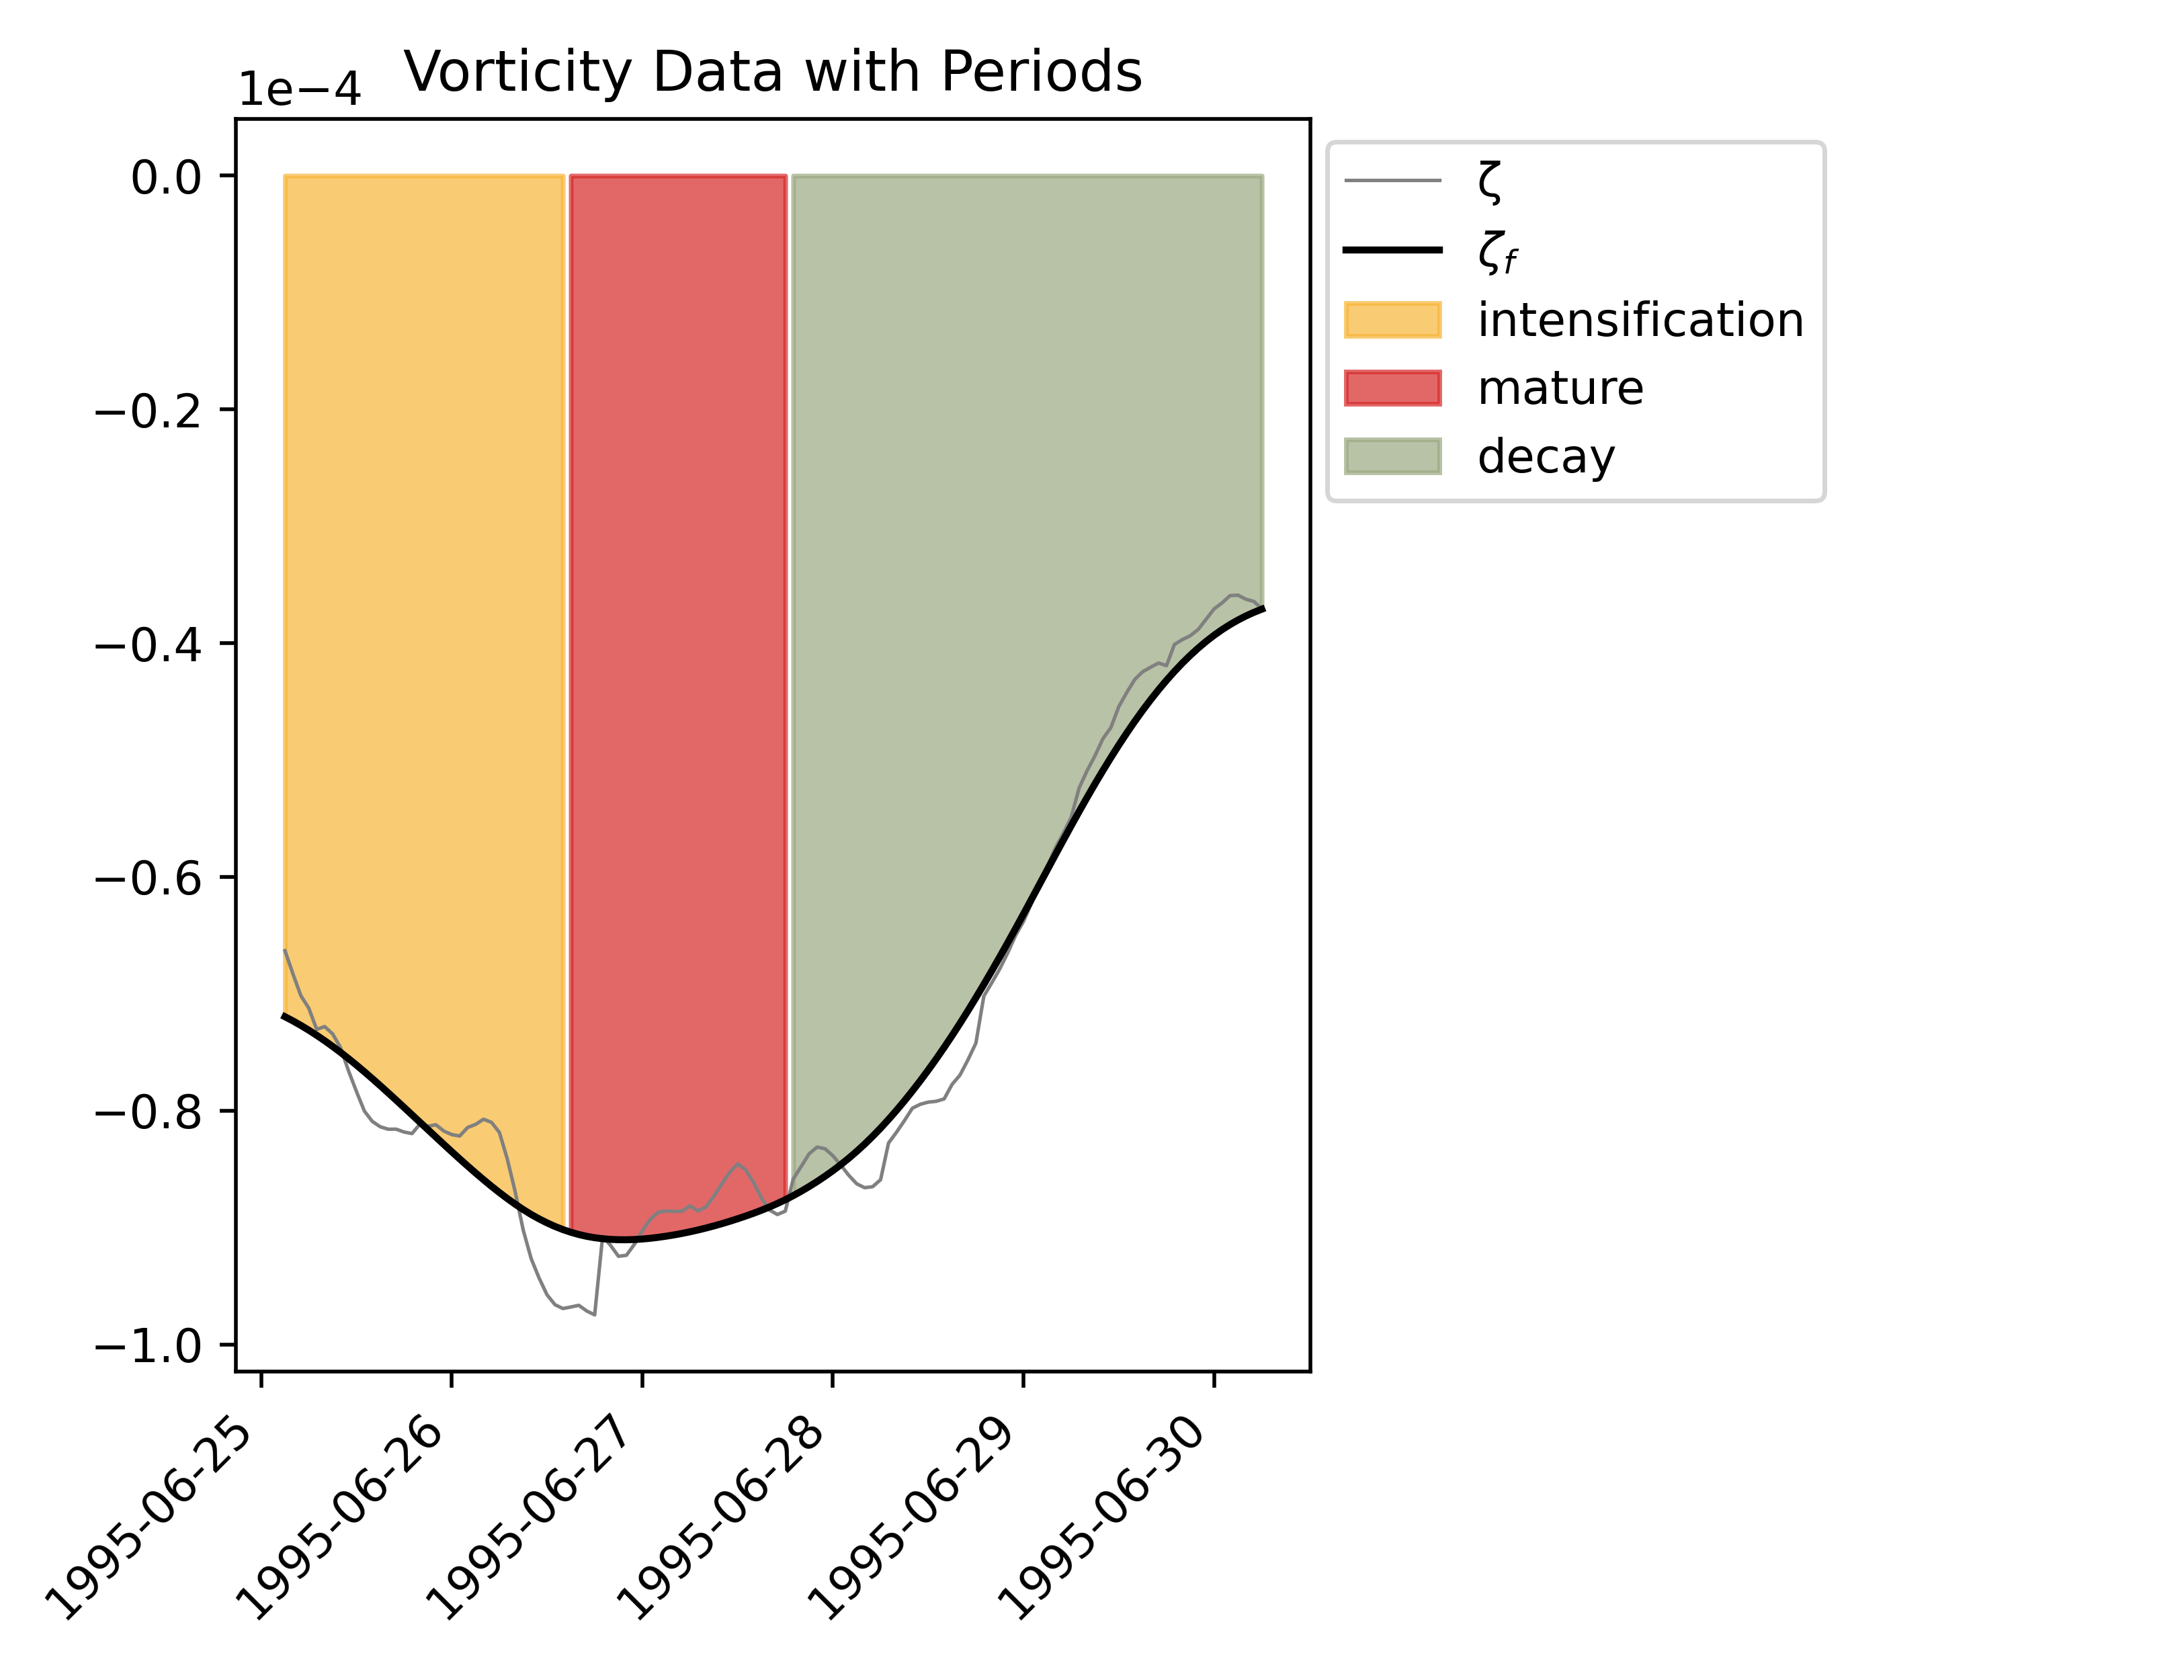 Vorticity Data with Periods
1e−4
0.0
−0.2
−0.4
−0.6
−0.8
−1.0
1995-06-25
1995-06-26
1995-06-27
1995-06-28
1995-06-29
1995-06-30
ζ
ζf
intensification
mature
decay